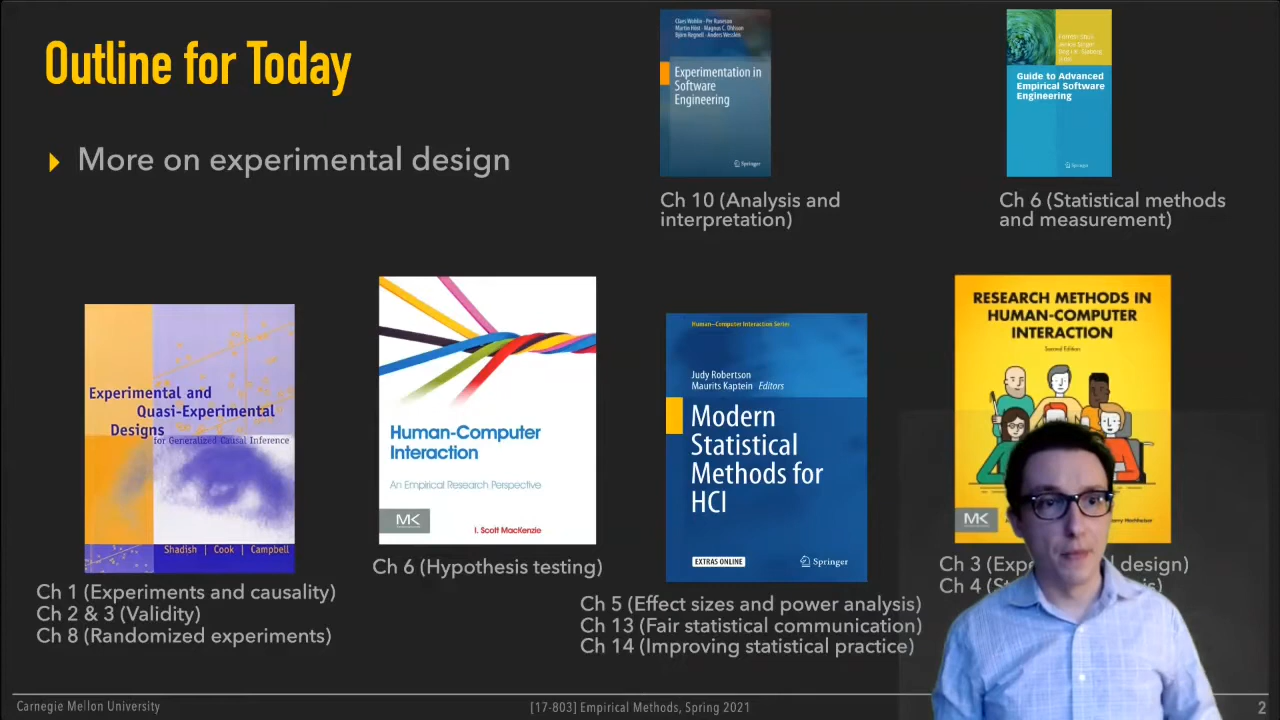 Outline for Today
More on experimental design
Experimentation in
Software
Engineering
Springer
Ch 10 (Analysis and
interpretation)
Guide to Advanced
Empirical Software
Engineering
Springer
Ch 6 (Statistical methods
and measurement)
Experimental and
Quasi-Experimental
Designs
for Generalized Causal Inference
Shadish | Cook | Campbell
Ch 1 (Experiments and causality)
Ch 2 & 3 (Validity)
Ch 8 (Randomized experiments)
Human-Computer
Interaction
An Empirical Research Perspective
MK
I. Scott MacKenzie
Ch 6 (Hypothesis testing)
Human–Computer Interaction Series
Judy Robertson
Maurits Kaptein Editors
Modern
Statistical
Methods for
HCI
EXTRAS ONLINE
Springer
Ch 5 (Effect sizes and power analysis)
Ch 13 (Fair statistical communication)
Ch 14 (Improving statistical practice)
RESEARCH METHODS IN
HUMAN-COMPUTER
INTERACTION
Second Edition
MK
Ch 3 design)
Ch 4
Carnegie Mellon University
[17-803] Empirical Methods, Spring 2021
2